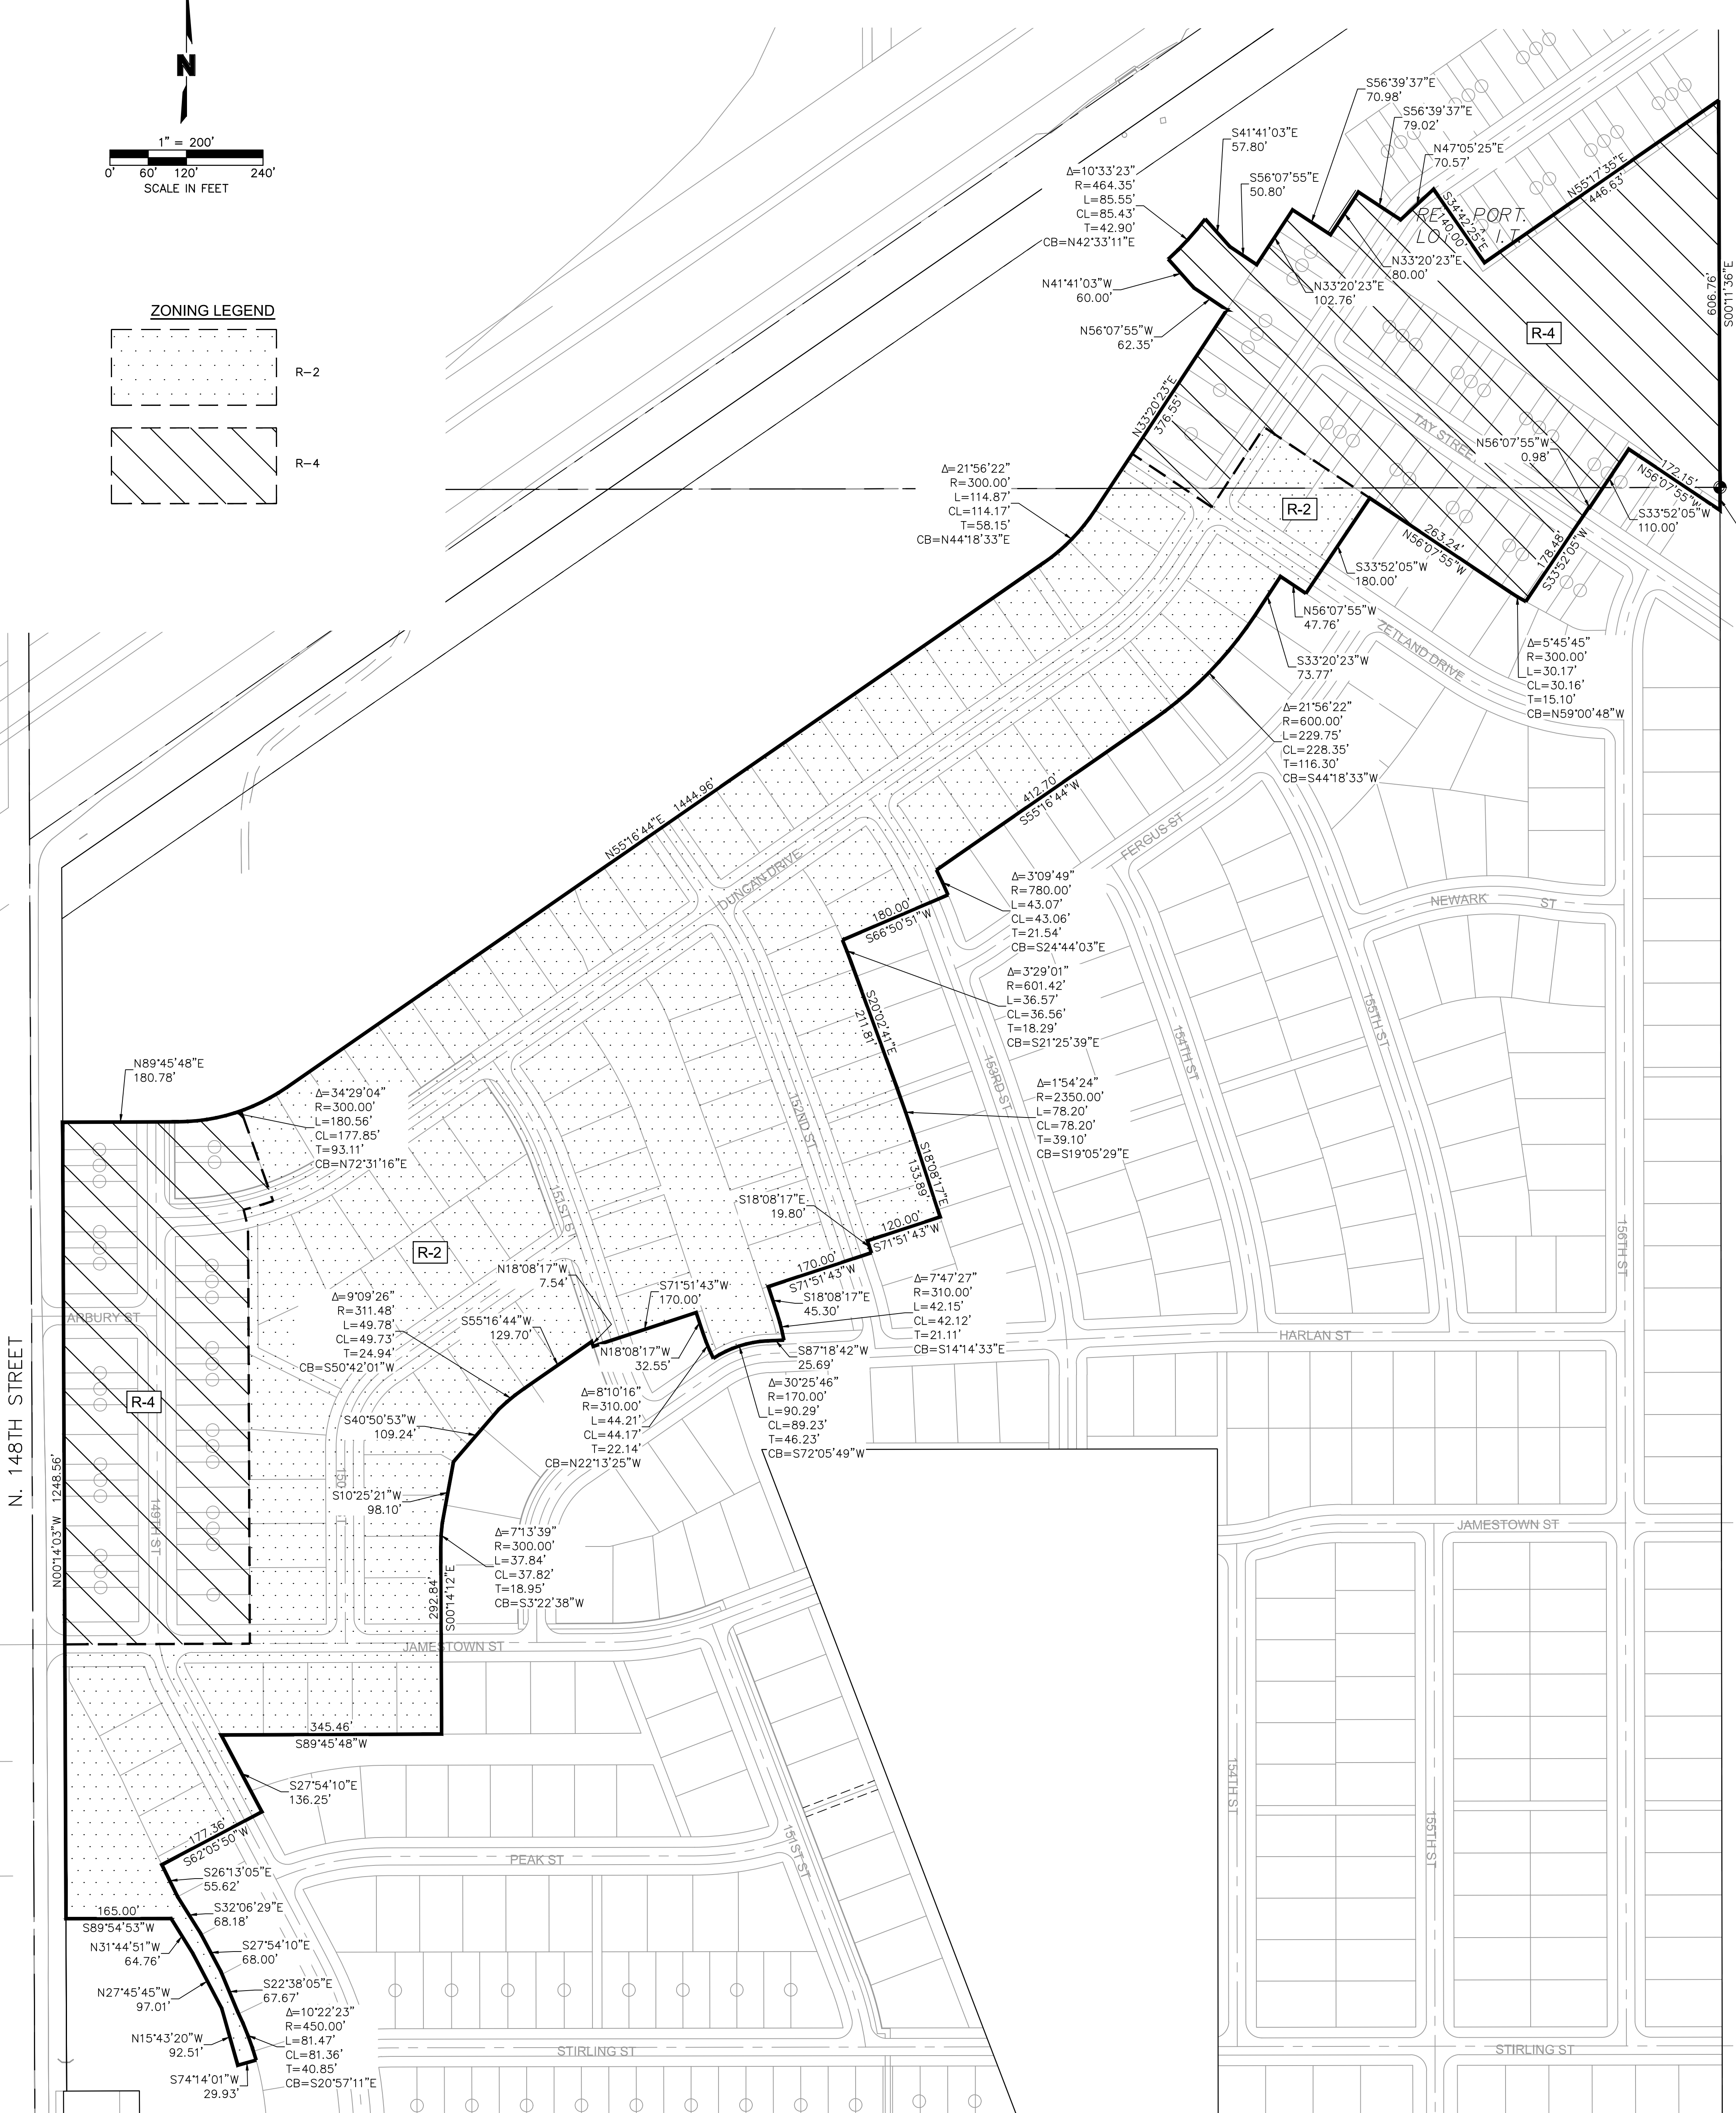 N
1" = 200'
0' 60' 120' 240'
SCALE IN FEET
ZONING LEGEND
R-2
R-4
S56°39'37"E
70.98'
S56°39'37"E
79.02'
N47°05'25"E
70.57'
S41°41'03"E
57.80'
S56°07'55"E
50.80'
Δ=10°33'23"
R=464.35'
L=85.55'
CL=85.43'
T=42.90'
CB=N42°33'11"E
N41°41'03"W
60.00'
N56°07'55"W
62.35'
N55°17'35"E
446.63'
S34°42'25"E
140.00'
PORT.
N33°20'23"E
80.00'
N33°20'23"E
102.76'
606.76'
S00°11'36"E
R-4
N33°20'23"E
376.55'
TAY STREET
N56°07'55"W
0.98'
172.15'
N56°07'55"W
S33°52'05"W
110.00'
Δ=21°56'22"
R=300.00'
L=114.87'
CL=114.17'
T=58.15'
CB=N44°18'33"E
R-2
263.24'
N56°07'55"W
178.48'
S33°52'05"W
S33°52'05"W
180.00'
N56°07'55"W
47.76'
ZETLAND DRIVE
S33°20'23"W
73.77'
Δ=5°45'45"
R=300.00'
L=30.17'
CL=30.16'
T=15.10'
CB=N59°00'48"W
Δ=21°56'22"
R=600.00'
L=229.75'
CL=228.35'
T=116.30'
CB=S44°18'33"W
1444.96'
N55°16'44"E
412.70'
S55°16'44"W
FERGUS ST
DUNCAN DRIVE
Δ=3°09'49"
R=780.00'
L=43.07'
CL=43.06'
T=21.54'
CB=S24°44'03"E
180.00'
S66°50'51"W
NEWARK ST
Δ=3°29'01"
R=601.42'
L=36.57'
CL=36.56'
T=18.29'
CB=S21°25'39"E
S20°02'41"E
211.81'
155TH ST
154TH ST
153RD ST
152ND ST
Δ=1°54'24"
R=2350.00'
L=78.20'
CL=78.20'
T=39.10'
CB=S19°05'29"E
N89°45'48"E
180.78'
Δ=34°29'04"
R=300.00'
L=180.56'
CL=177.85'
T=93.11'
CB=N72°31'16"E
S18°08'17"E
133.89'
S18°08'17"E
19.80'
120.00'
S71°51'43"W
151ST ST
156TH ST
R-2
N18°08'17"W
7.54'
170.00'
S71°51'43"W
S71°51'43"W
170.00'
S18°08'17"E
45.30'
Δ=7°47'27"
R=310.00'
L=42.15'
CL=42.12'
T=21.11'
CB=S14°14'33"E
Δ=9°09'26"
R=311.48'
L=49.78'
CL=49.73'
T=24.94'
CB=S50°42'01"W
S55°16'44"W
129.70'
ARBURY ST
HARLAN ST
N18°08'17"W
32.55'
S87°18'42"W
25.69'
N. 148TH STREET
R-4
Δ=8°10'16"
R=310.00'
L=44.21'
CL=44.17'
T=22.14'
CB=N22°13'25"W
Δ=30°25'46"
R=170.00'
L=90.29'
CL=89.23'
T=46.23'
CB=S72°05'49"W
S40°50'53"W
109.24'
S10°25'21"W
98.10'
N00°14'03"W 1248.56'
149TH ST
Δ=7°13'39"
R=300.00'
L=37.84'
CL=37.82'
T=18.95'
CB=S3°22'38"W
292.84'
S00°14'12"E
JAMESTOWN ST
JAMESTOWN ST
345.46'
S89°45'48"W
S27°54'10"E
136.25'
177.36'
S62°05'50"W
154TH ST
155TH ST
151ST ST
PEAK ST
S26°13'05"E
55.62'
165.00'
S89°54'53"W
S32°06'29"E
68.18'
N31°44'51"W
64.76'
S27°54'10"E
68.00'
N27°45'45"W
97.01'
S22°38'05"E
67.67'
Δ=10°22'23"
R=450.00'
L=81.47'
CL=81.36'
T=40.85'
CB=S20°57'11"E
N15°43'20"W
92.51'
S74°14'01"W
29.93'
STIRLING ST
STIRLING ST